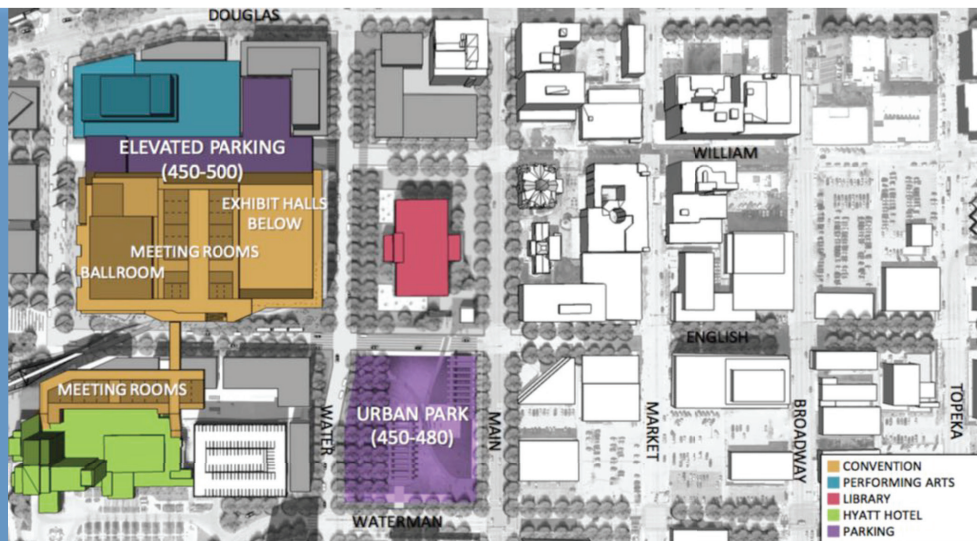 DOUGLAS
ELEVATED PARKING
(450-500)
WILLIAM
EXHIBIT HALLS
BELOW
MEETING ROOMS
BALLROOM
ENGLISH
MEETING ROOMS
WATER
URBAN PARK
(450-480)
MAIN
MARKET
BROADWAY
TOPEKA
WATERMAN
CONVENTION
PERFORMING ARTS
LIBRARY
HYATT HOTEL
PARKING